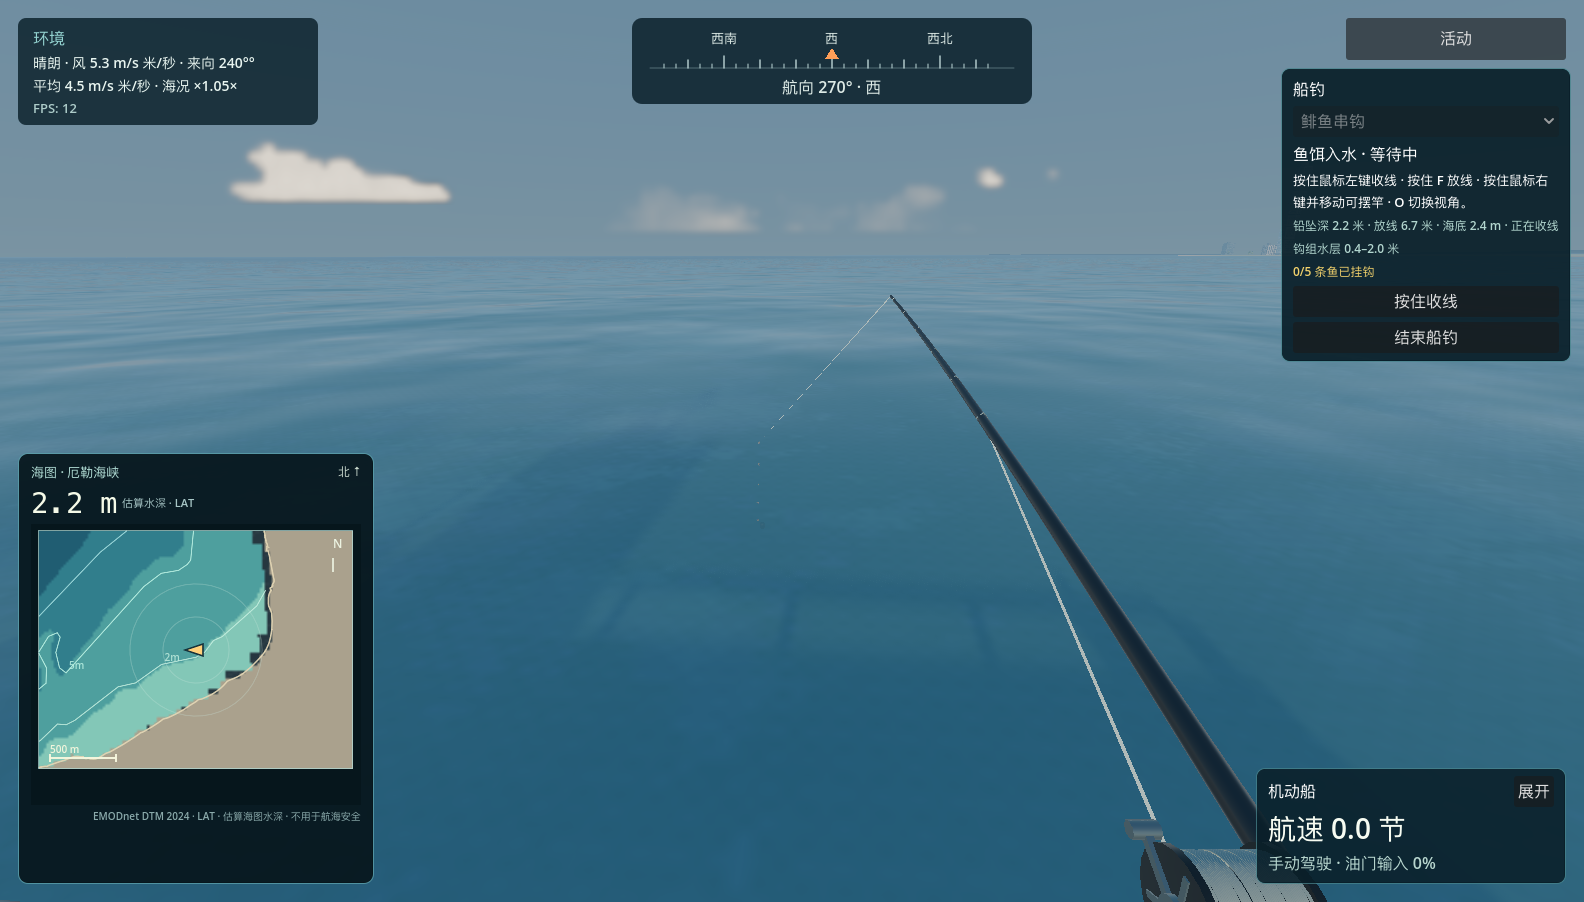 环境
晴朗 · 风 5.3 m/s 米/秒 · 来向 240°°
平均 4.5 m/s 米/秒 · 海况 ×1.05×
FPS: 12
西南 西 西北
航向 270° · 西
活动
船钓
鲱鱼串钩
鱼饵入水 · 等待中
按住鼠标左键收线 · 按住 F 放线 · 按住鼠标右
键并移动可摆竿 · O 切换视角。
铅坠深 2.2 米 · 放线 6.7 米 · 海底 2.4 m · 正在收线
钩组水层 0.4–2.0 米
0/5 条鱼已挂钩
按住收线
结束船钓
海图 · 厄勒海峡 北 ↑
2.2 m 估算水深 · LAT
N
2m
5m
500 m
EMODnet DTM 2024 · LAT · 估算海图水深 · 不用于航海安全
机动船 展开
航速 0.0 节
手动驾驶 · 油门输入 0%